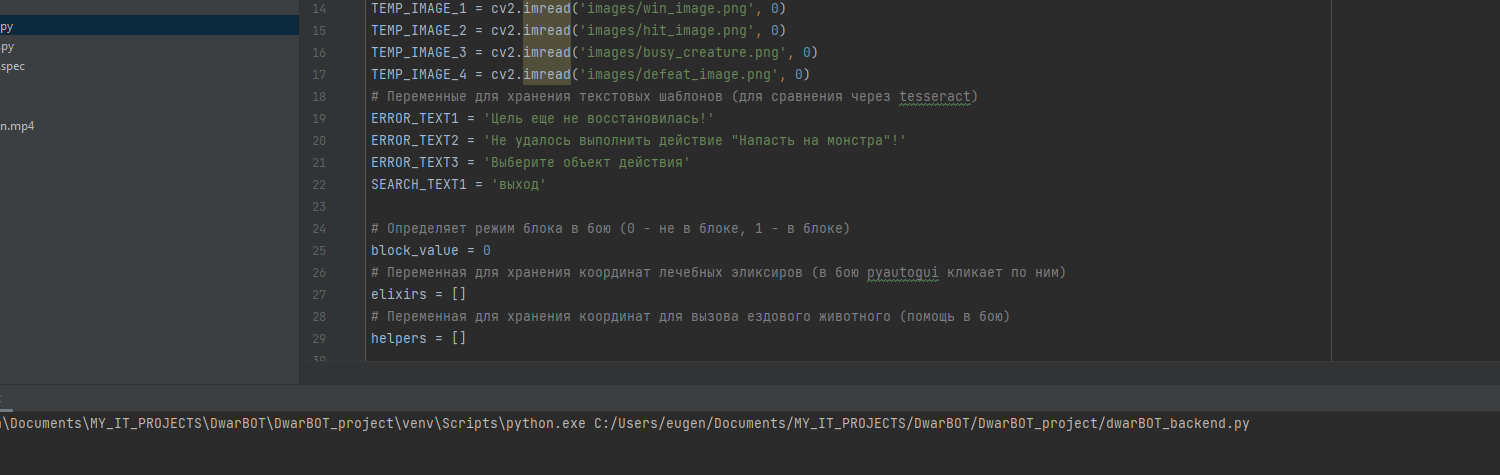 py
.py
.spec
n.mp4
14 TEMP_IMAGE_1 = cv2.imread('images/win_image.png', 0)
15 TEMP_IMAGE_2 = cv2.imread('images/hit_image.png', 0)
16 TEMP_IMAGE_3 = cv2.imread('images/busy_creature.png', 0)
17 TEMP_IMAGE_4 = cv2.imread('images/defeat_image.png', 0)
18 # Переменные для хранения текстовых шаблонов (для сравнения через tesseract)
19 ERROR_TEXT1 = 'Цель еще не восстановилась!'
20 ERROR_TEXT2 = 'Не удалось выполнить действие "Напасть на монстра"!'
21 ERROR_TEXT3 = 'Выберите объект действия'
22 SEARCH_TEXT1 = 'выход'
23
24 # Определяет режим блока в бою (0 - не в блоке, 1 - в блоке)
25 block_value = 0
26 # Переменная для хранения координат лечебных эликсиров (в бою pyautogui кликает по ним)
27 elixirs = []
28 # Переменная для хранения координат для вызова ездового животного (помощь в бою)
29 helpers = []
30
\Documents\MY_IT_PROJECTS\DwarBOT\DwarBOT_project\venv\Scripts\python.exe C:/Users/eugen/Documents/MY_IT_PROJECTS/DwarBOT/DwarBOT_project/dwarBOT_backend.py